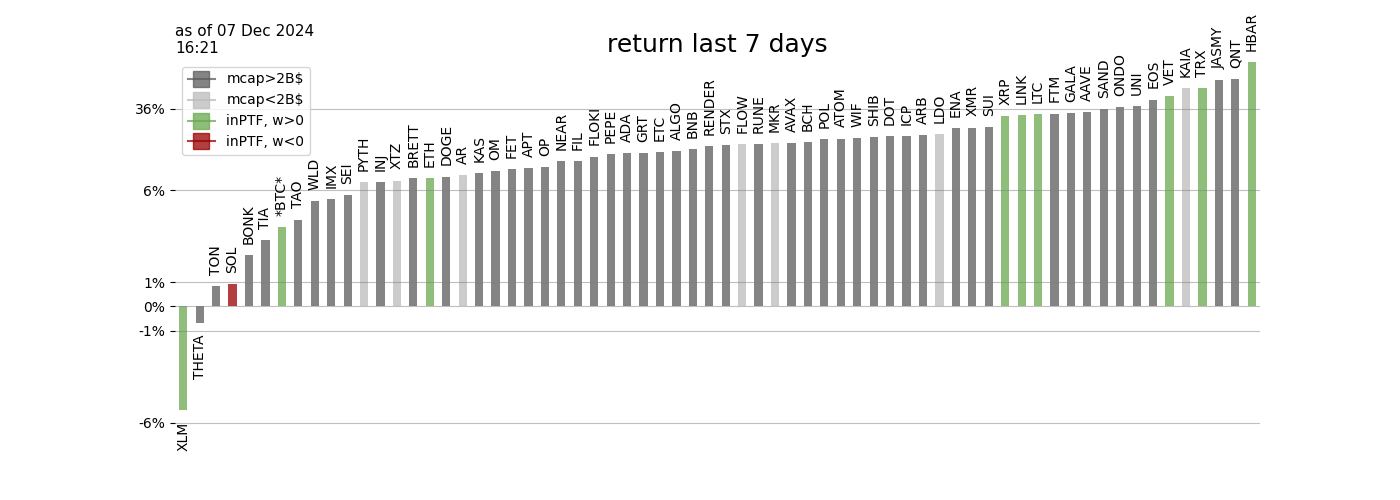 as of 07 Dec 2024
16:21
return last 7 days
mcap>2B$
mcap<2B$
inPTF, w>0
inPTF, w<0
36%
6%
1%
0%
-1%
-6%
XLM
THETA
TON
SOL
BONK
TIA
*BTC*
TAO
WLD
IMX
SEI
PYTH
INJ
XTZ
BRETT
ETH
DOGE
AR
KAS
OM
FET
APT
OP
NEAR
FIL
FLOKI
PEPE
ADA
GRT
ETC
ALGO
BNB
RENDER
STX
FLOW
RUNE
MKR
AVAX
BCH
POL
ATOM
WIF
SHIB
DOT
ICP
ARB
LDO
ENA
XMR
SUI
XRP
LINK
LTC
FTM
GALA
AAVE
SAND
ONDO
UNI
EOS
VET
KAIA
TRX
JASMY
QNT
HBAR